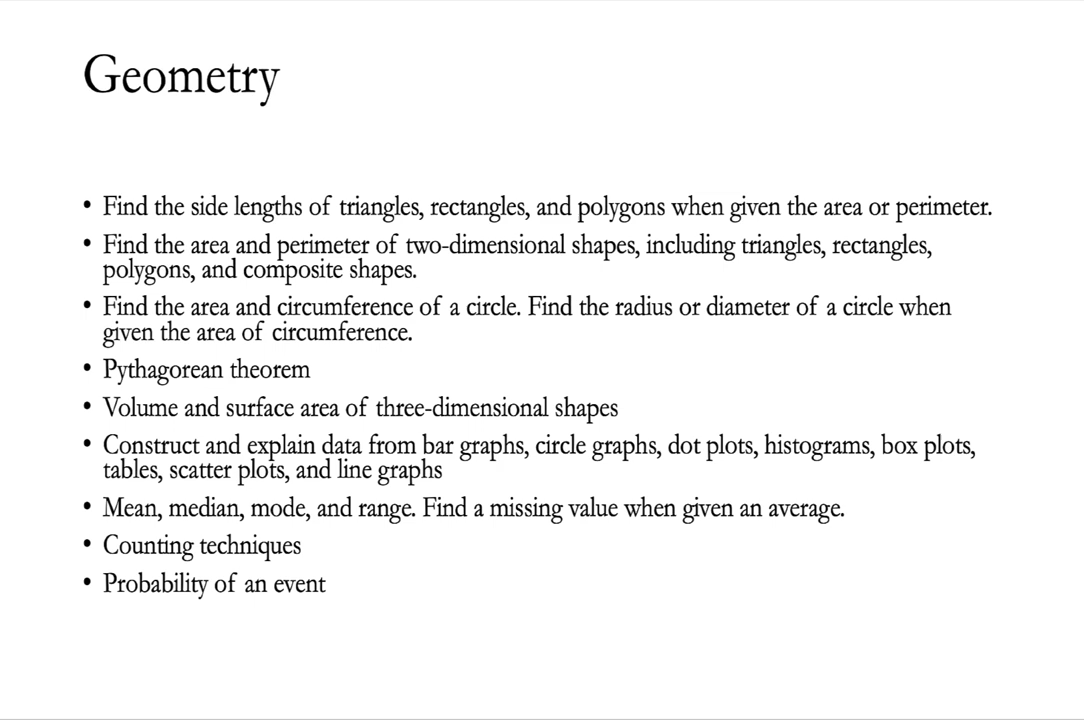 Geometry
• Find the side lengths of triangles, rectangles, and polygons when given the area or perimeter.
• Find the area and perimeter of two-dimensional shapes, including triangles, rectangles,
polygons, and composite shapes.
• Find the area and circumference of a circle. Find the radius or diameter of a circle when
given the area of circumference.
• Pythagorean theorem
• Volume and surface area of three-dimensional shapes
• Construct and explain data from bar graphs, circle graphs, dot plots, histograms, box plots,
tables, scatter plots, and line graphs
• Mean, median, mode, and range. Find a missing value when given an average.
• Counting techniques
• Probability of an event